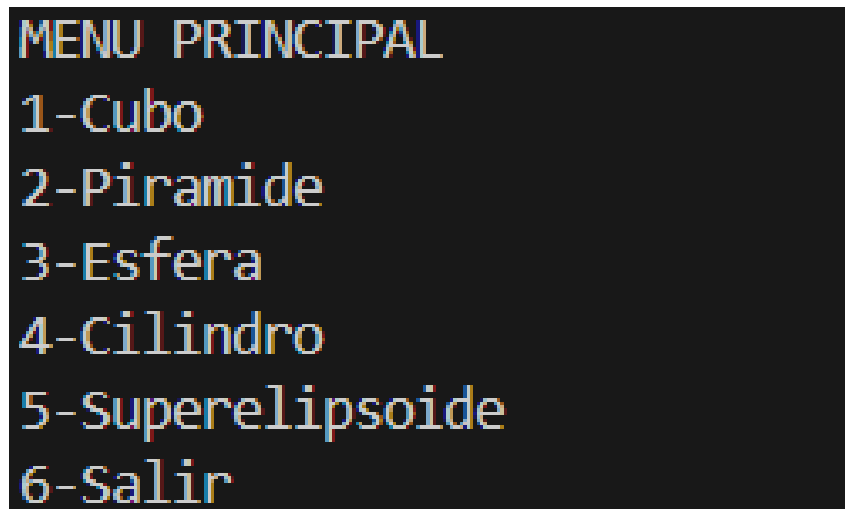 MENU PRINCIPAL
1-Cubo
2-Piramide
3-Esfera
4-Cilindro
5-Superelipsoide
6-Salir